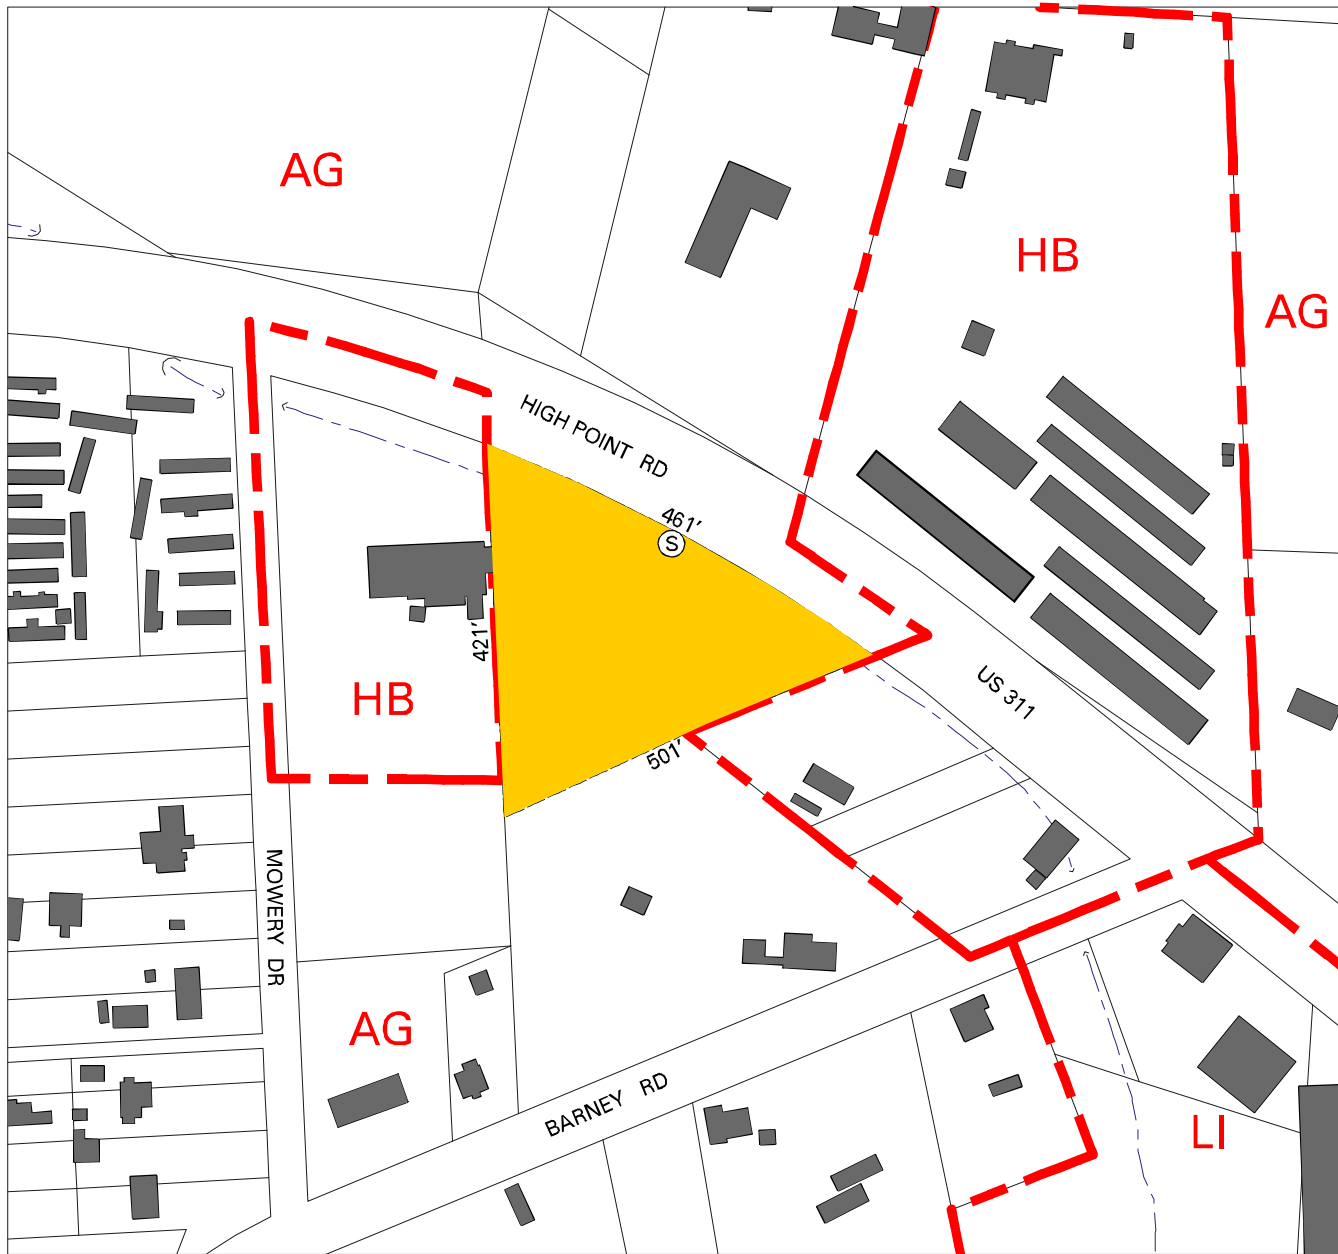 AG
HB
AG
HIGH POINT RD
461'
S
421'
US 311
HB
501'
MOWERY DR
AG
BARNEY RD
LI